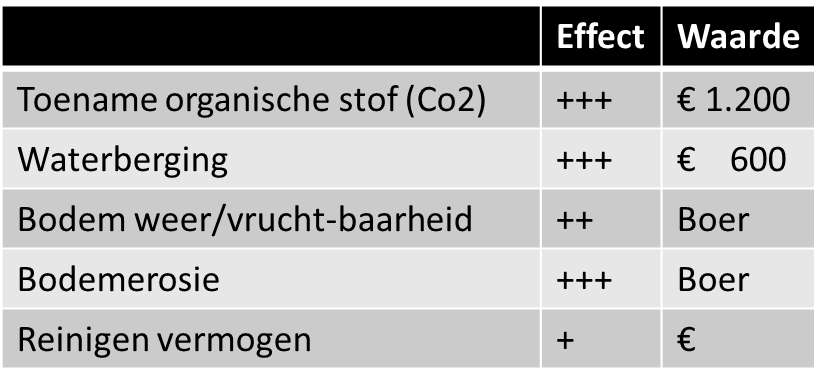 Effect Waarde
Toename organische stof (Co2) +++ € 1.200
Waterberging +++ € 600
Bodem weer/vrucht-baarheid ++ Boer
Bodemerosie +++ Boer
Reinigen vermogen + €